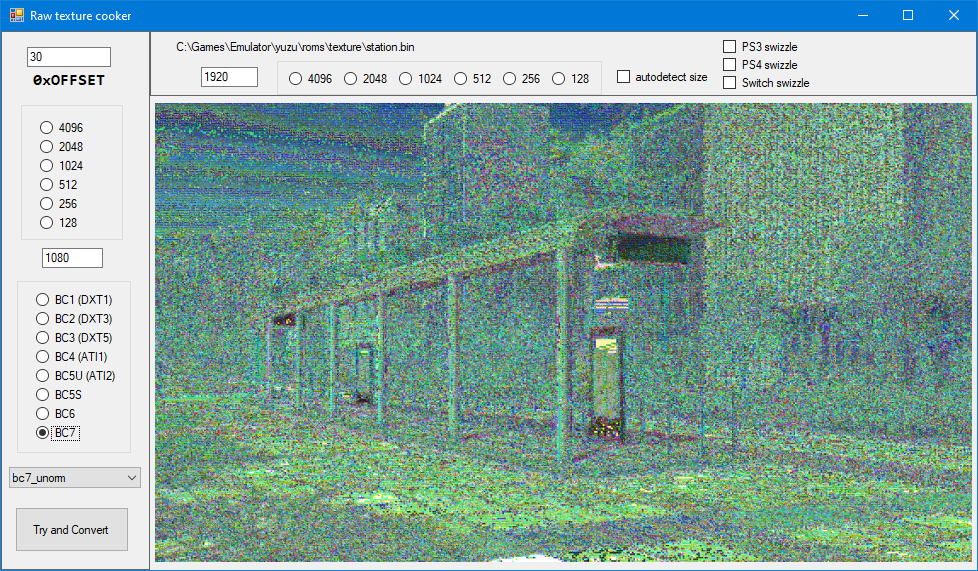 Raw texture cooker
30
0xOFFSET
C:\Games\Emulator\yuzu\roms\texture\station.bin
1920
4096 2048 1024 512 256 128
autodetect size
PS3 swizzle
PS4 swizzle
Switch swizzle
4096
2048
1024
512
256
128
1080
BC1 (DXT1)
BC2 (DXT3)
BC3 (DXT5)
BC4 (ATI1)
BC5U (ATI2)
BC5S
BC6
BC7
bc7_unorm
Try and Convert